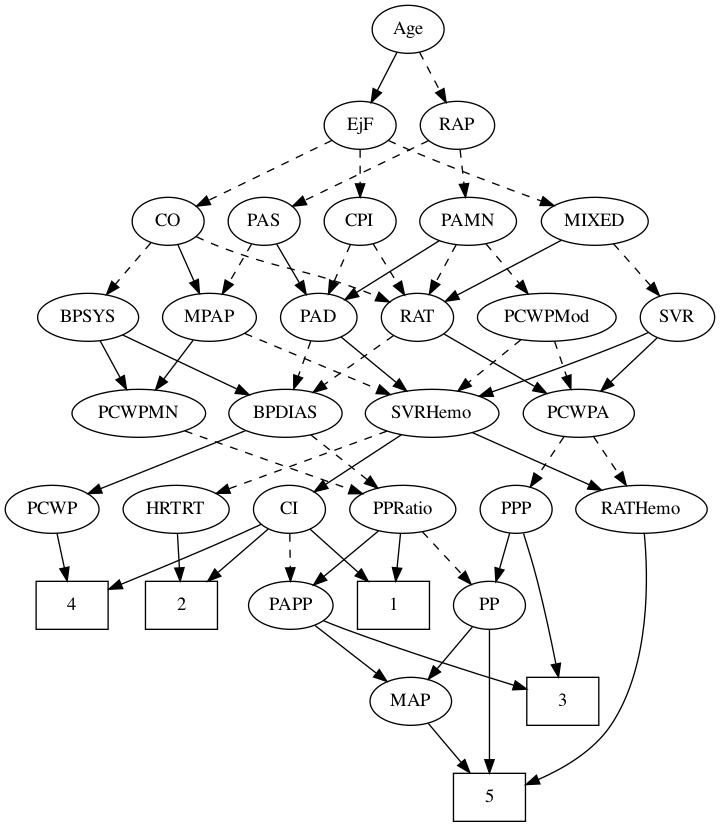 Age
EjF
RAP
CO
PAS
CPI
PAMN
MIXED
BPSYS
MPAP
PAD
RAT
PCWPMod
SVR
PCWPMN
BPDIAS
SVRHemo
PCWPA
PCWP
HRTRT
CI
PPRatio
PPP
RATHemo
4
2
PAPP
1
PP
MAP
3
5